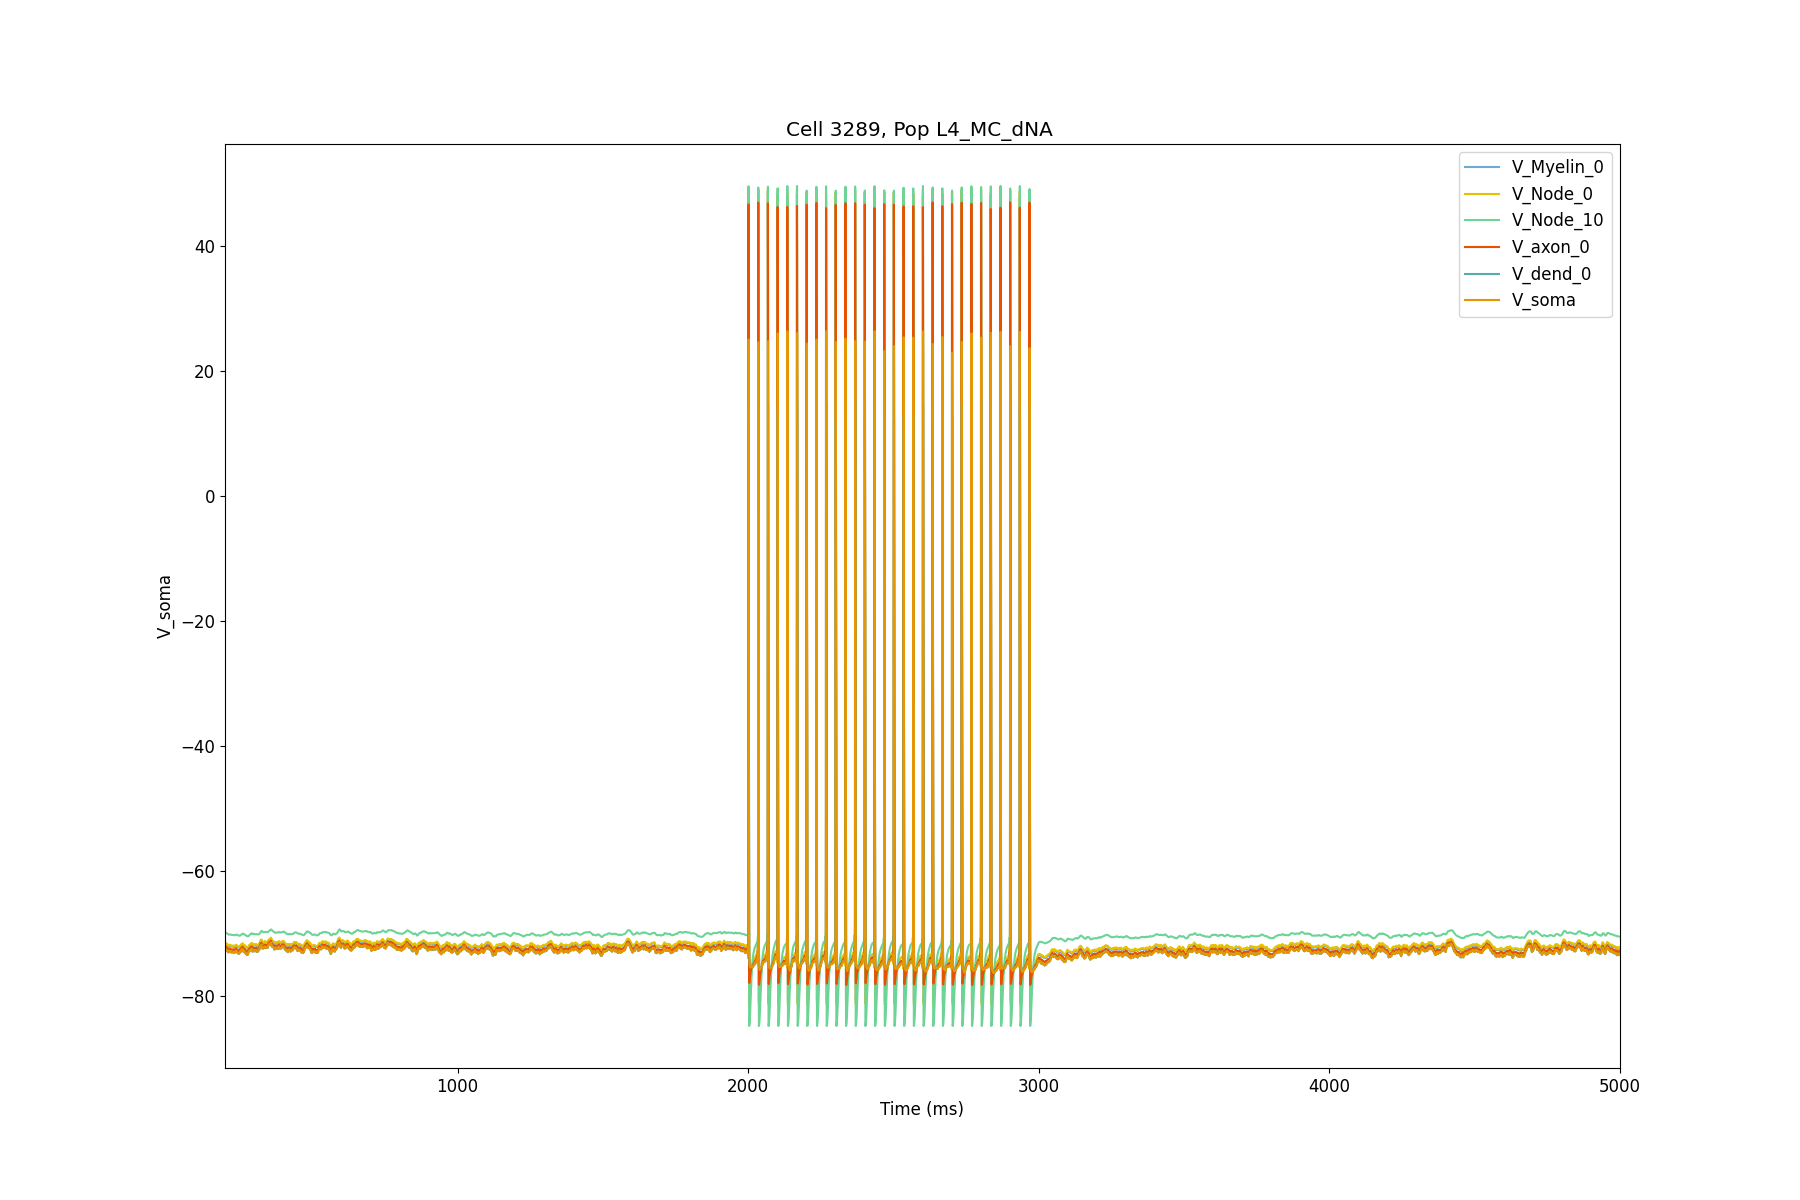 Cell 3289, Pop L4_MC_dNA
V_Myelin_0
V_Node_0
V_Node_10
V_axon_0
V_dend_0
V_soma
40
20
0
−20
−40
−60
−80
V_soma
1000
2000
3000
4000
5000
Time (ms)